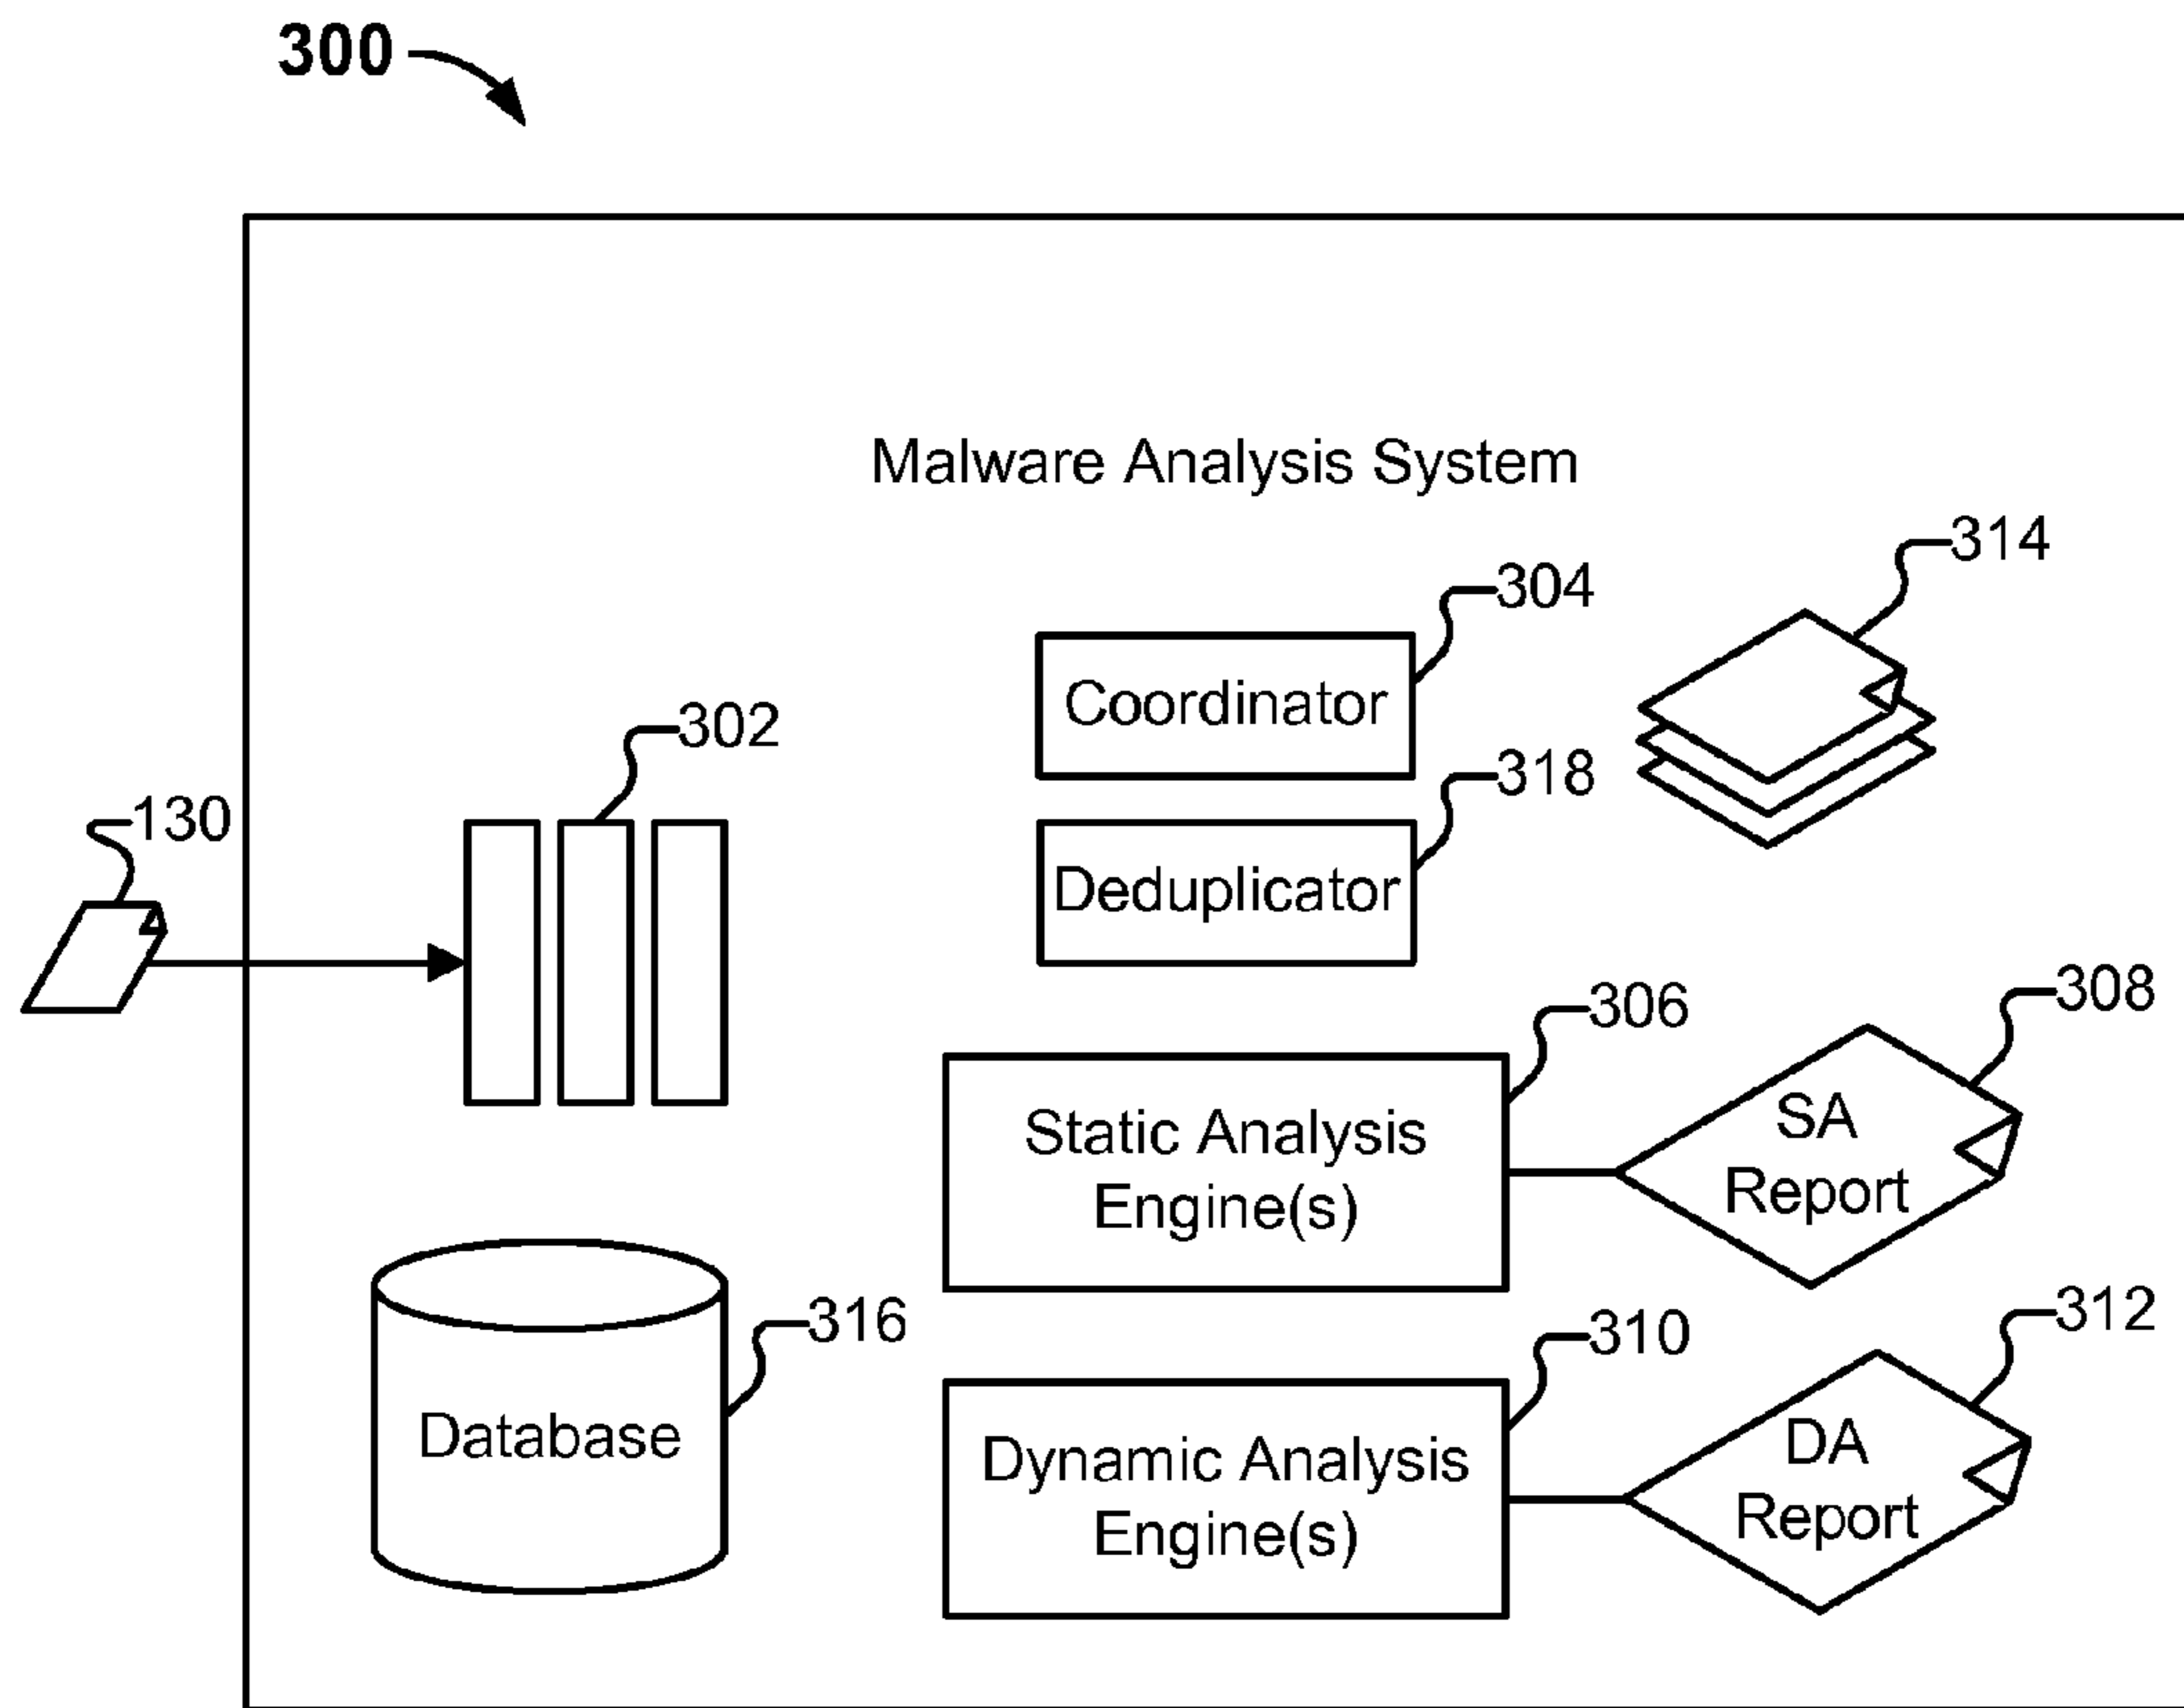 300
Malware Analysis System
314
304
Coordinator
302
318
130
Deduplicator
306
308
Static Analysis
Engine(s)
SA
Report
316
310
312
Database
Dynamic Analysis
Engine(s)
DA
Report